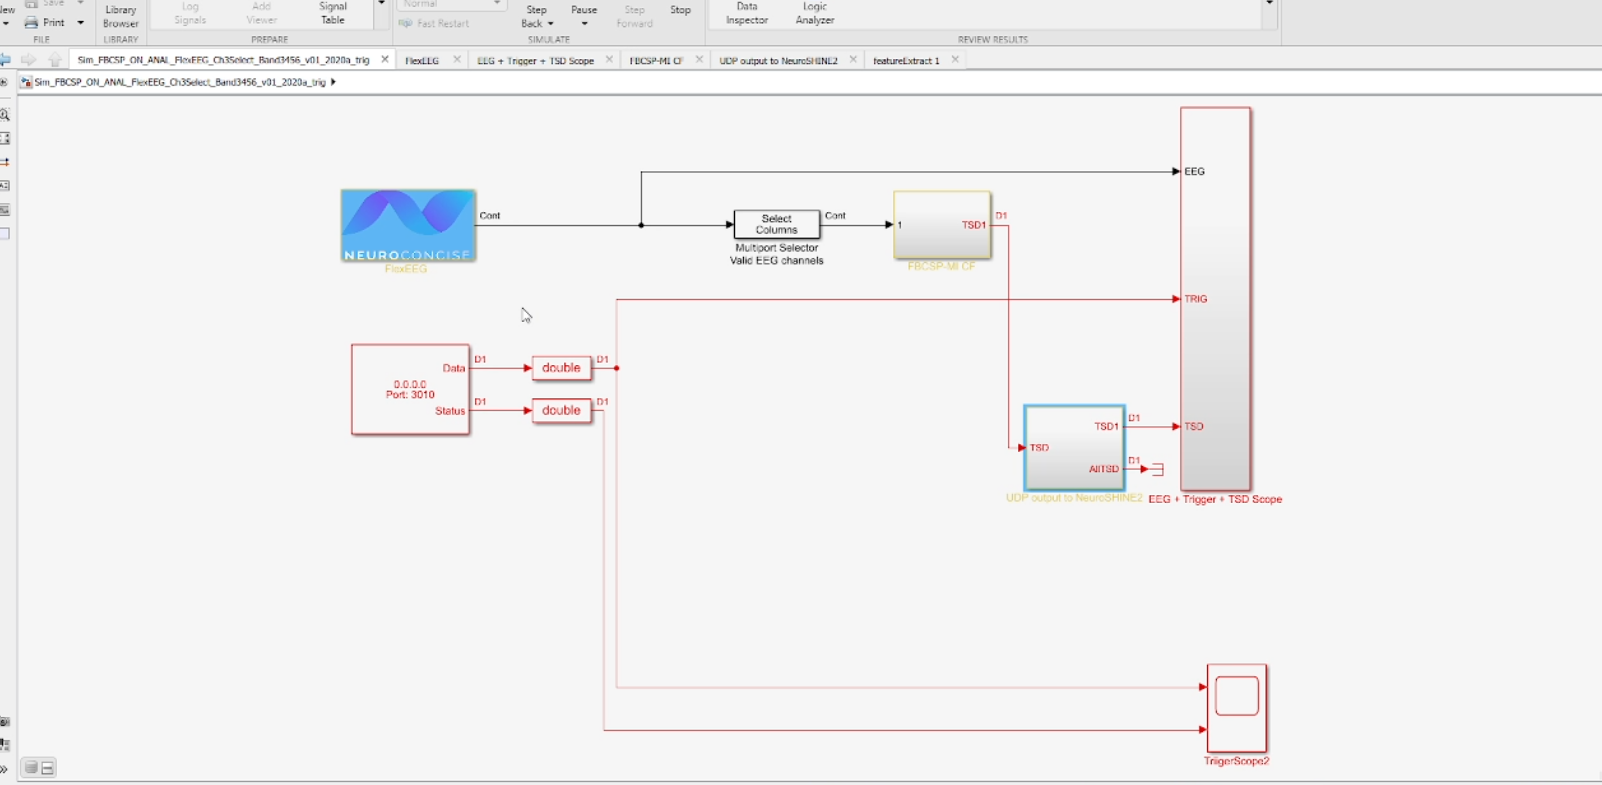 New
Save
Print
FILE
Library
Browser
LIBRARY
Log
Signals
Add
Viewer
Signal
Table
PREPARE
Normal
Fast Restart
Step
Back
Pause
Step
Forward
Stop
SIMULATE
Data
Inspector
Logic
Analyzer
REVIEW RESULTS
Sim_FBCSP_ON_ANAL_FlexEEG_Ch3Select_Band3456_v01_2020a_trig
FlexEEG
EEG + Trigger + TSD Scope
FBCSP-MI CF
UDP output to NeuroSHINE2
featureExtract 1
Sim_FBCSP_ON_ANAL_FlexEEG_Ch3Select_Band3456_v01_2020a_trig
EEG
NEUROCONCISE
FlexEEG
Cont
Select
Columns
Multiport Selector
Valid EEG channels
Cont
1
TSD1
D1
FBCSP-MI CF
TRIG
0.0.0.0
Port: 3010
Data
Status
D1
D1
double
double
D1
D1
TSD
TSD1
AllTSD
D1
D1
UDP output to NeuroSHINE2
TSD
EEG + Trigger + TSD Scope
TriigerScope2